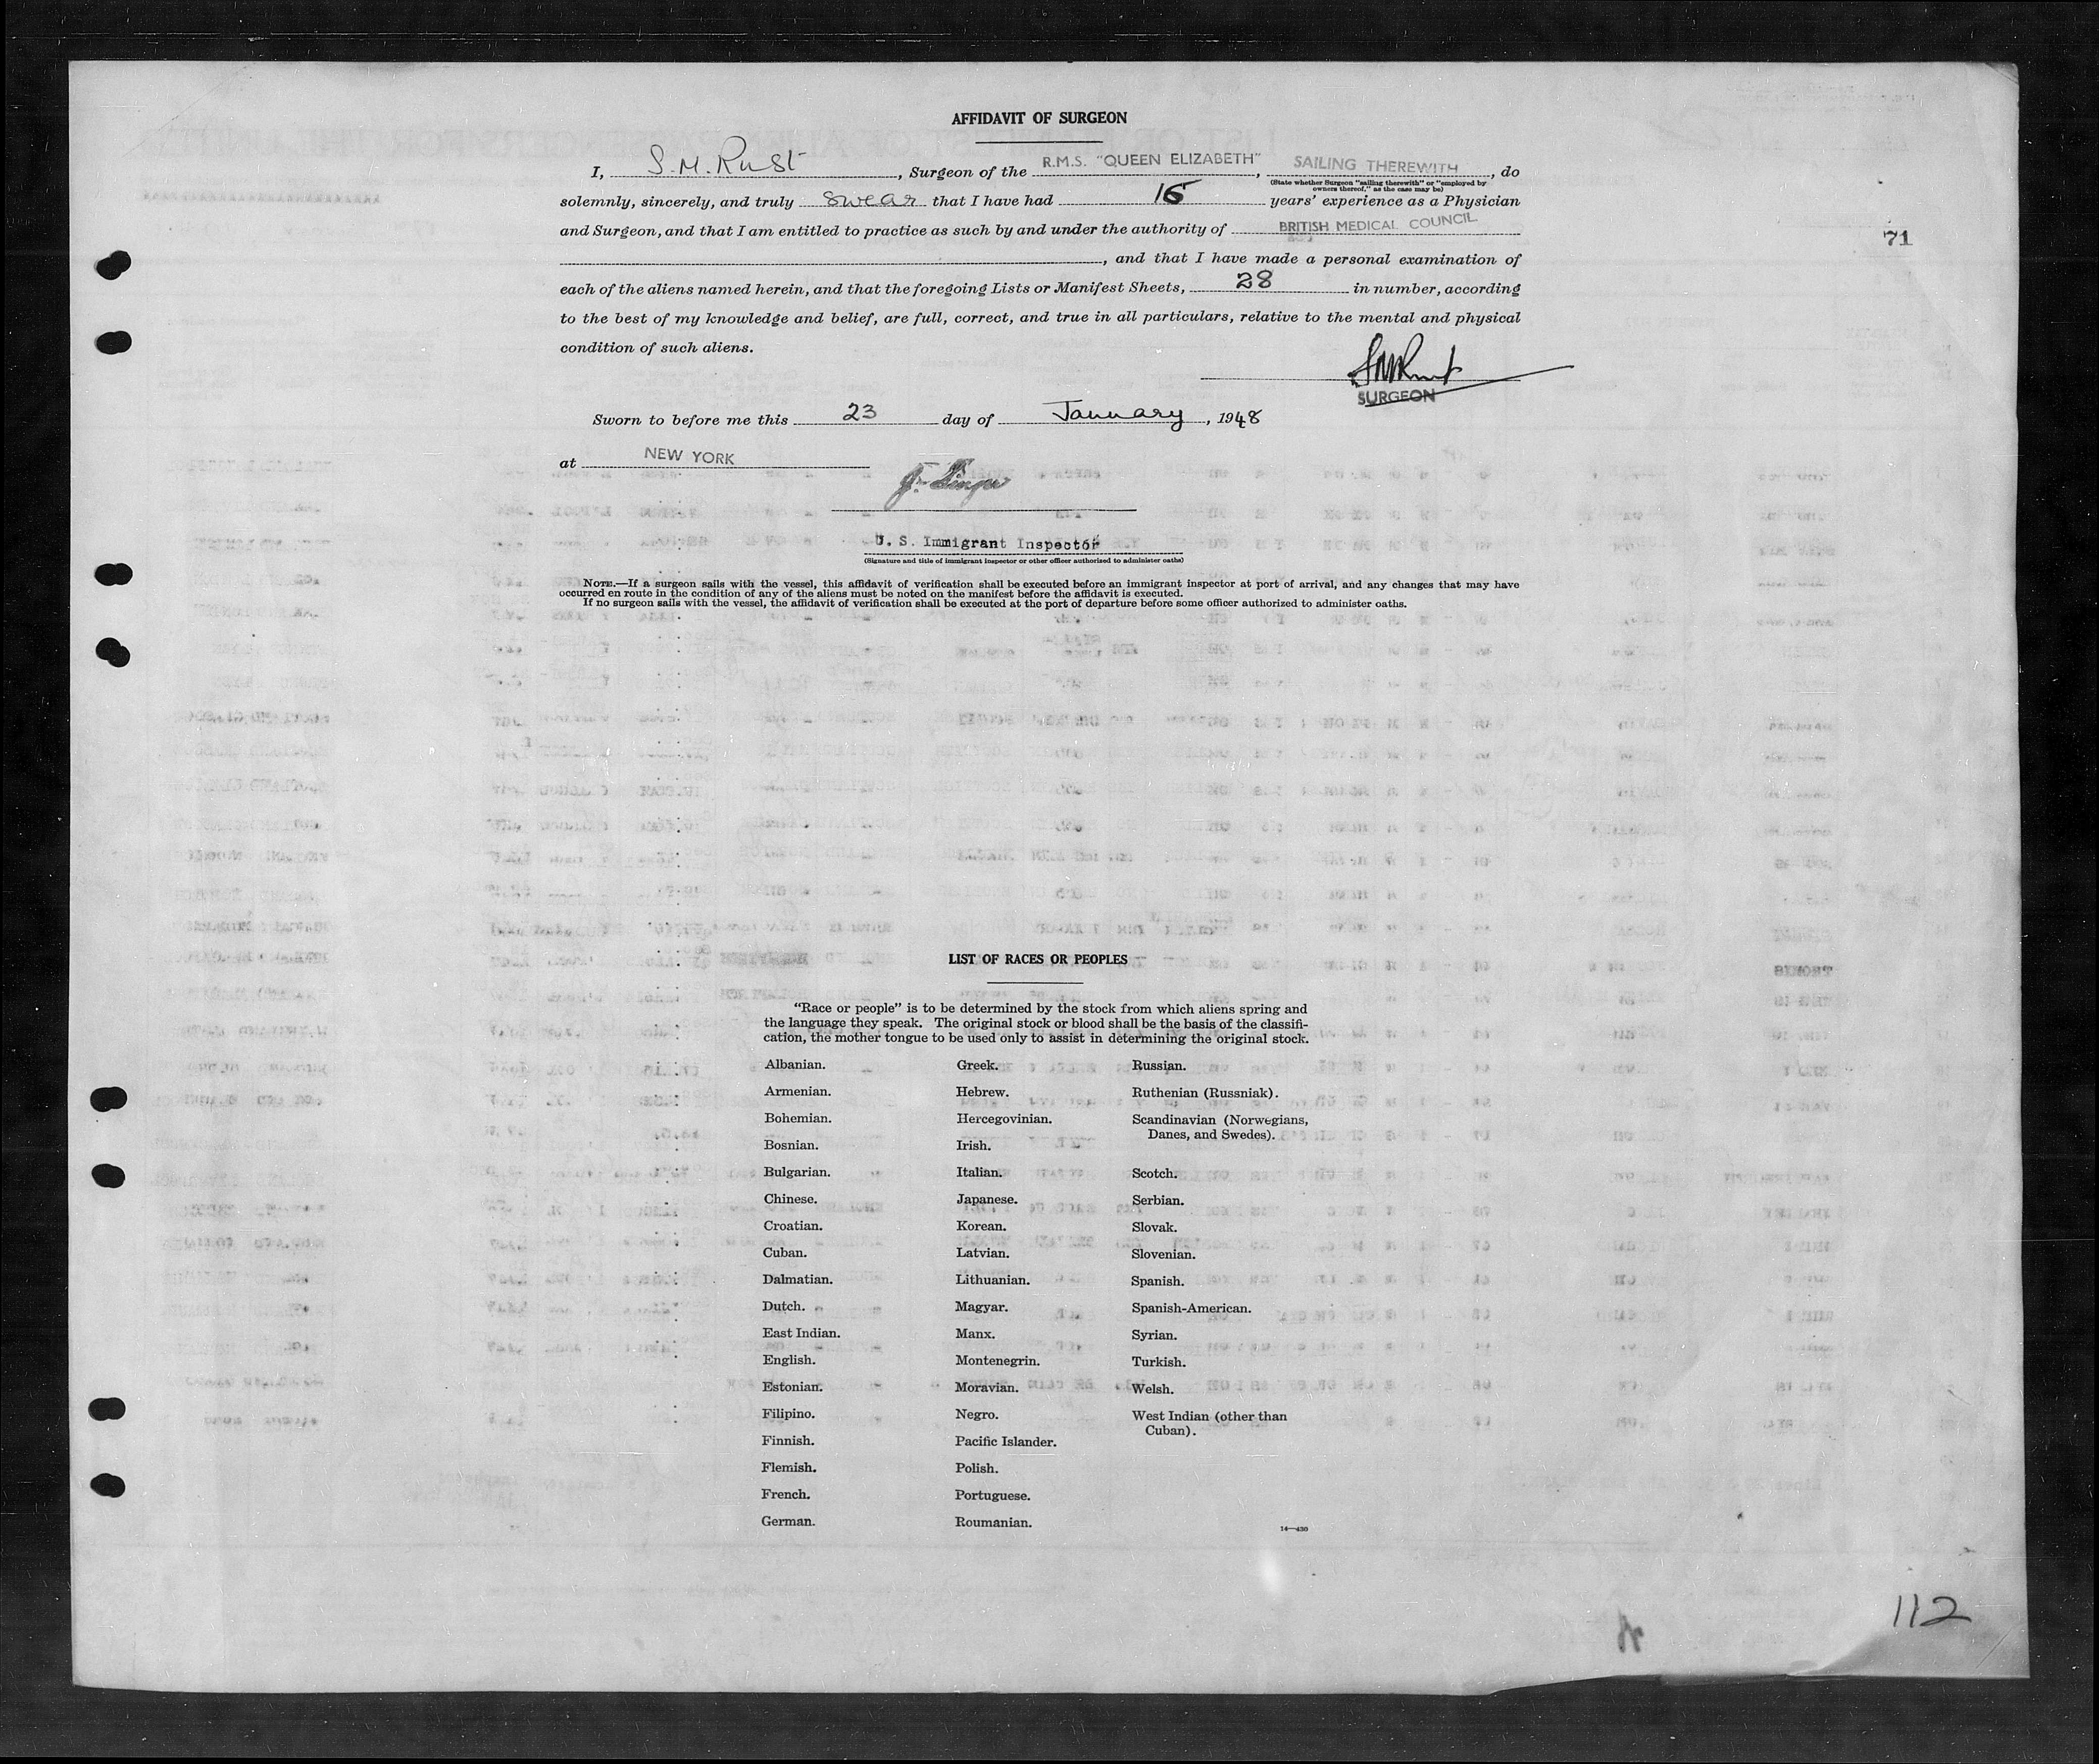 AFFIDAVIT OF SURGEON
I, S. M. Rust, Surgeon of the R.M.S. "QUEEN ELIZABETH", SAILING THEREWITH, do
(State whether Surgeon "sailing therewith" or "employed by
owners thereof," as the case may be)
solemnly, sincerely, and truly swear that I have had 15 years' experience as a Physician
and Surgeon, and that I am entitled to practice as such by and under the authority of BRITISH MEDICAL COUNCIL
71
, and that I have made a personal examination of
each of the aliens named herein, and that the foregoing Lists or Manifest Sheets, 28 in number, according
to the best of my knowledge and belief, are full, correct, and true in all particulars, relative to the mental and physical
condition of such aliens.
SMRust
SURGEON
Sworn to before me this 23 day of January, 1948
at NEW YORK
U. S. Immigrant Inspector
(Signature and title of immigrant inspector or other officer authorized to administer oaths)
NOTE.—If a surgeon sails with the vessel, this affidavit of verification shall be executed before an immigrant inspector at port of arrival, and any changes that may have
occurred en route in the condition of any of the aliens must be noted on the manifest before the affidavit is executed.
If no surgeon sails with the vessel, the affidavit of verification shall be executed at the port of departure before some officer authorized to administer oaths.
LIST OF RACES OR PEOPLES
"Race or people" is to be determined by the stock from which aliens spring and
the language they speak. The original stock or blood shall be the basis of the classifi-
cation, the mother tongue to be used only to assist in determining the original stock.
Albanian.
Armenian.
Bohemian.
Bosnian.
Bulgarian.
Chinese.
Croatian.
Cuban.
Dalmatian.
Dutch.
East Indian.
English.
Estonian.
Filipino.
Finnish.
Flemish.
French.
German.
Greek.
Hebrew.
Hercegovinian.
Irish.
Italian.
Japanese.
Korean.
Latvian.
Lithuanian.
Magyar.
Manx.
Montenegrin.
Moravian.
Negro.
Pacific Islander.
Polish.
Portuguese.
Roumanian.
Russian.
Ruthenian (Russniak).
Scandinavian (Norwegians,
Danes, and Swedes).
Scotch.
Serbian.
Slovak.
Slovenian.
Spanish.
Spanish-American.
Syrian.
Turkish.
Welsh.
West Indian (other than
Cuban).
14—430
112